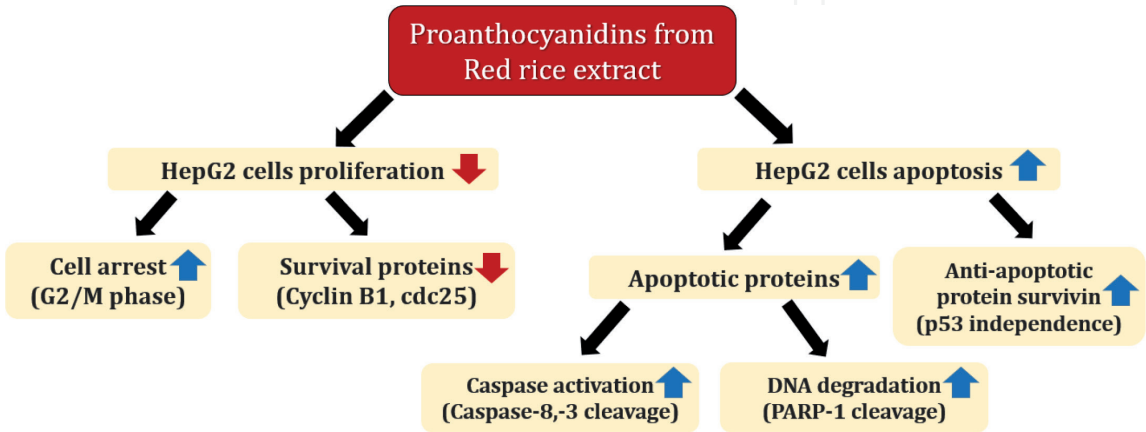 Proanthocyanidins from
Red rice extract
HepG2 cells proliferation
HepG2 cells apoptosis
Cell arrest
(G2/M phase)
Survival proteins
(Cyclin B1, cdc25)
Apoptotic proteins
Anti-apoptotic
protein survivin
(p53 independence)
Caspase activation
(Caspase-8,-3 cleavage)
DNA degradation
(PARP-1 cleavage)